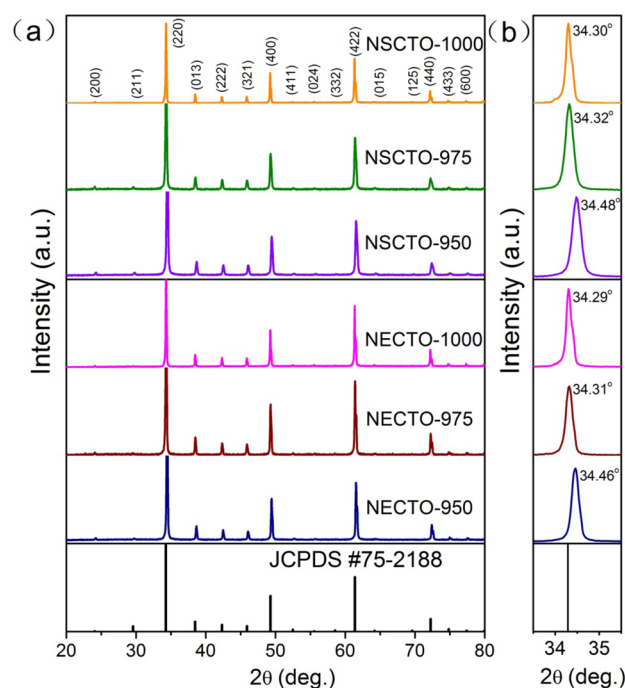 (a)
NSCTO-1000
(200)
(211)
(220)
(013)
(222)
(321)
(400)
(411)
(024)
(332)
(422)
(015)
(125)
(440)
(433)
(600)
NSCTO-975
NSCTO-950
NECTO-1000
NECTO-975
NECTO-950
JCPDS #75-2188
Intensity (a.u.)
20 30 40 50 60 70 80
2θ (deg.)
(b)
34.30°
34.32°
34.48°
34.29°
34.31°
34.46°
Intensity (a.u.)
34 35
2θ (deg.)